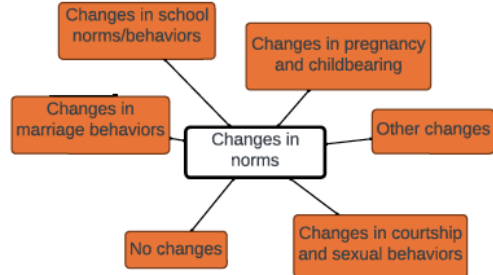 Changes in school
norms/behaviors
Changes in pregnancy
and childbearing
Changes in
marriage behaviors
Changes in
norms
Other changes
No changes
Changes in courtship
and sexual behaviors